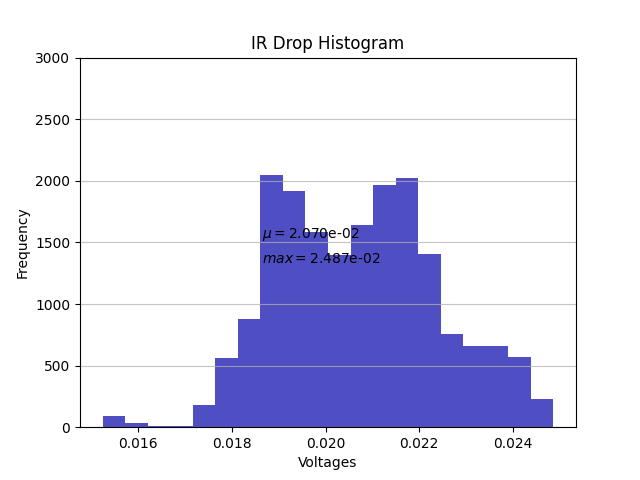 IR Drop Histogram
3000
2500
2000
1500
1000
500
0
Frequency
μ = 2.070e-02
max = 2.487e-02
0.016 0.018 0.020 0.022 0.024
Voltages